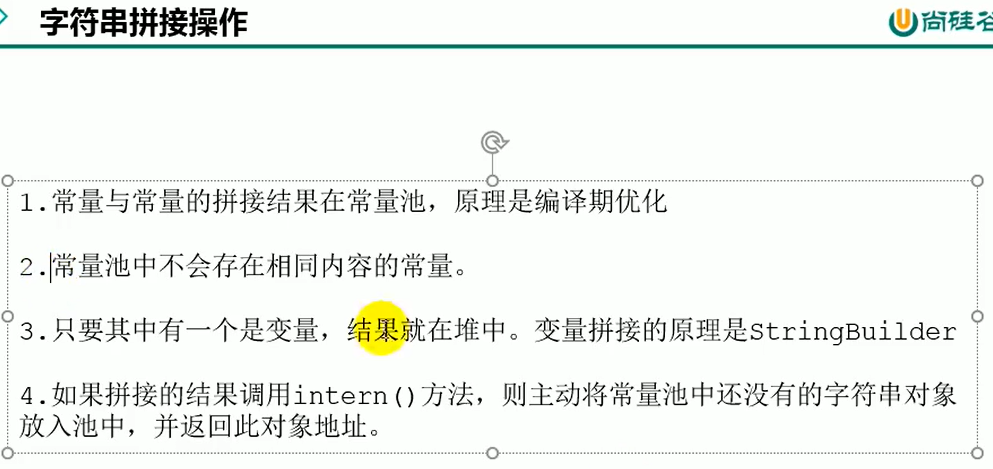 字符串拼接操作
尚硅谷
1.常量与常量的拼接结果在常量池，原理是编译期优化
2.常量池中不会存在相同内容的常量。
3.只要其中有一个是变量，结果就在堆中。变量拼接的原理是StringBuilder
4.如果拼接的结果调用intern()方法，则主动将常量池中还没有的字符串对象
放入池中，并返回此对象地址。